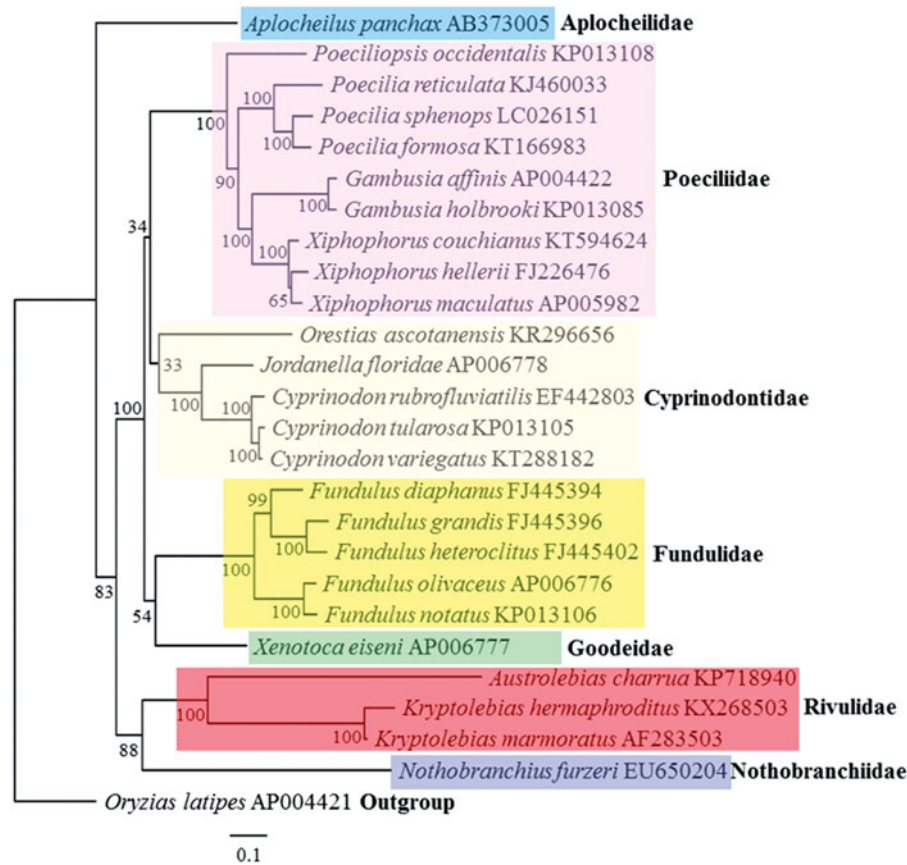 Aplocheilus panchax AB373005 Aplocheilidae
Poeciliopsis occidentalis KP013108
Poecilia reticulata KJ460033
100
Poecilia sphenops LC026151
100
100
Poecilia formosa KT166983
90
Gambusia affinis AP004422 Poeciliidae
100
Gambusia holbrooki KP013085
34
100
Xiphophorus couchianus KT594624
100
Xiphophorus hellerii FJ226476
65
Xiphophorus maculatus AP005982
Orestias ascotanensis KR296656
33
Jordanella floridae AP006778
100
100
Cyprinodon rubrofluviatilis EF442803 Cyprinodontidae
100
Cyprinodon tularosa KP013105
100
Cyprinodon variegatus KT288182
99
Fundulus diaphanus FJ445394
Fundulus grandis FJ445396
100
Fundulus heteroclitus FJ445402 Fundulidae
100
83
Fundulus olivaceus AP006776
54
100
Fundulus notatus KP013106
Xenotoca eiseni AP006777 Goodeidae
Austrolebias charrua KP718940
100
Kryptolebias hermaphroditus KX268503 Rivulidae
100
Kryptolebias marmoratus AF283503
88
Nothobranchius furzeri EU650204 Nothobranchiidae
Oryzias latipes AP004421 Outgroup
0.1